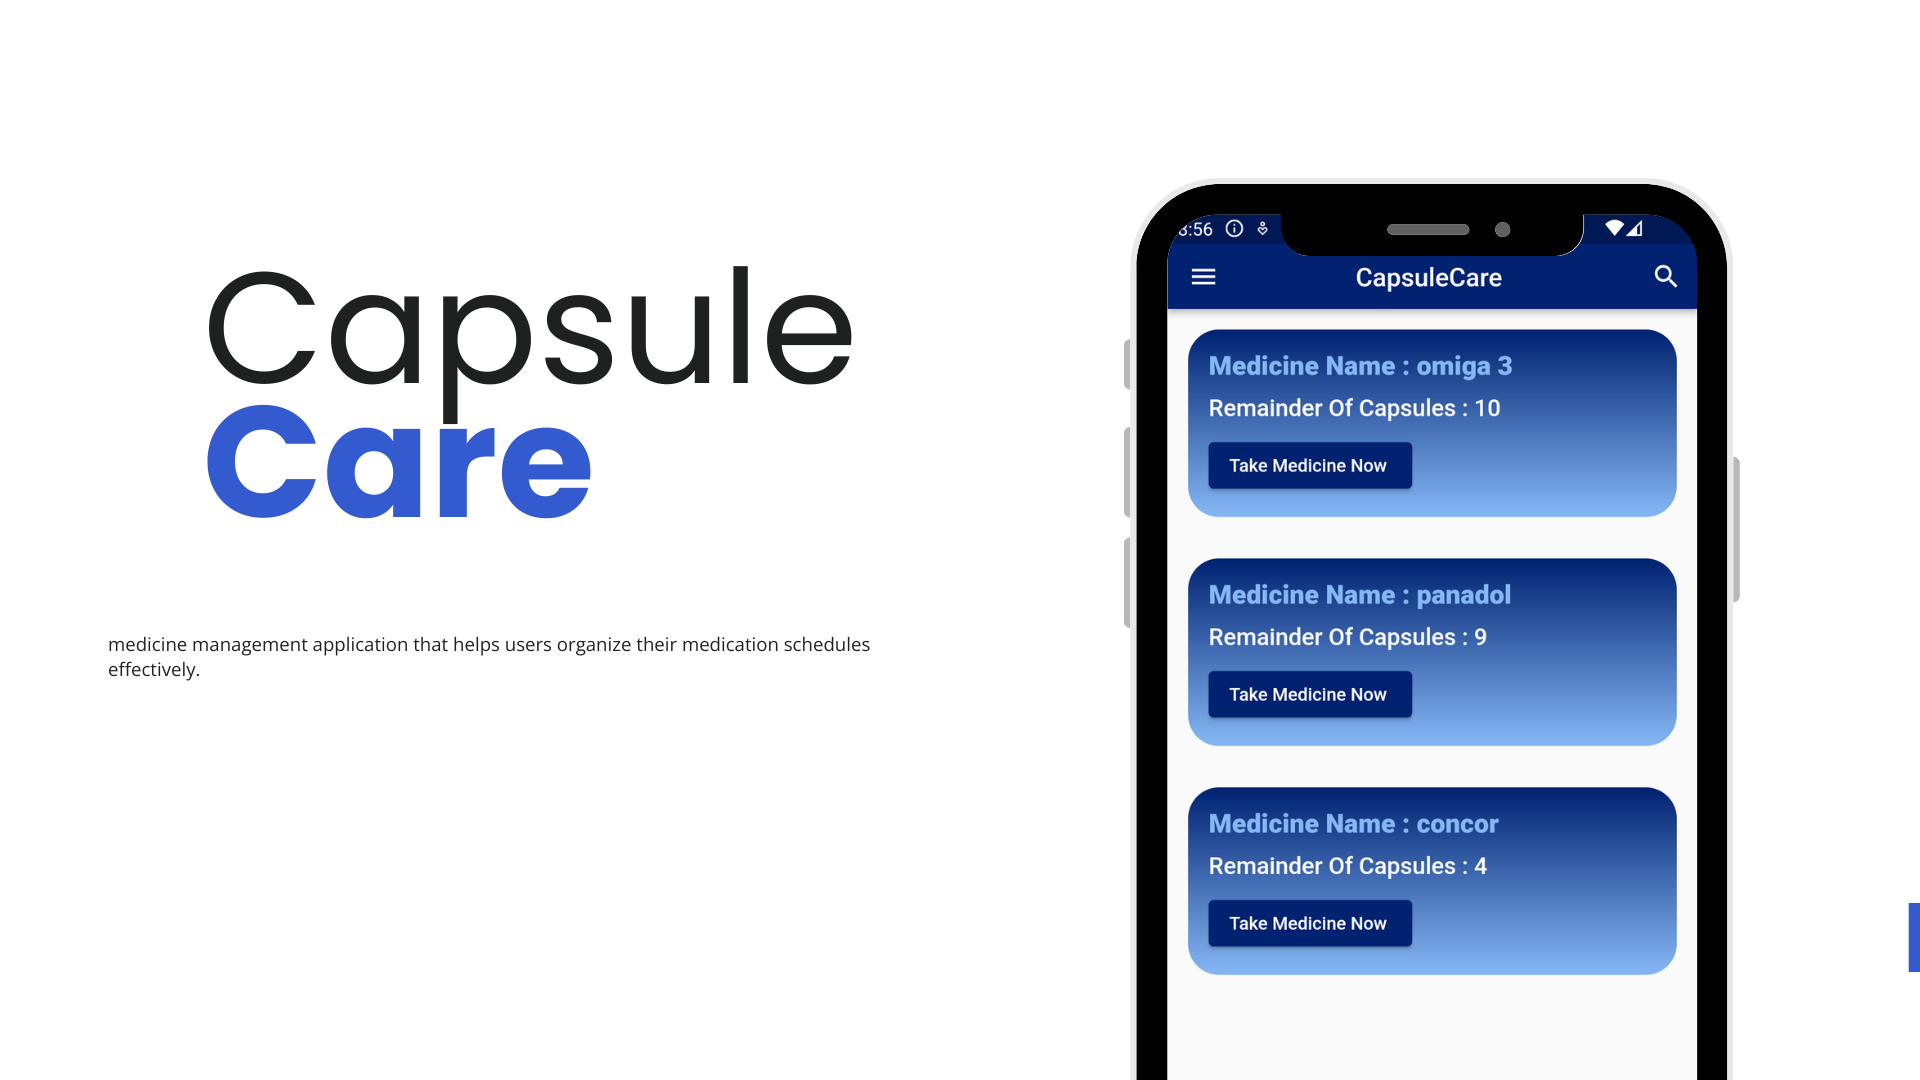 Capsule
Care
medicine management application that helps users organize their medication schedules
effectively.
8:56
CapsuleCare
Medicine Name : omiga 3
Remainder Of Capsules : 10
Take Medicine Now
Medicine Name : panadol
Remainder Of Capsules : 9
Take Medicine Now
Medicine Name : concor
Remainder Of Capsules : 4
Take Medicine Now